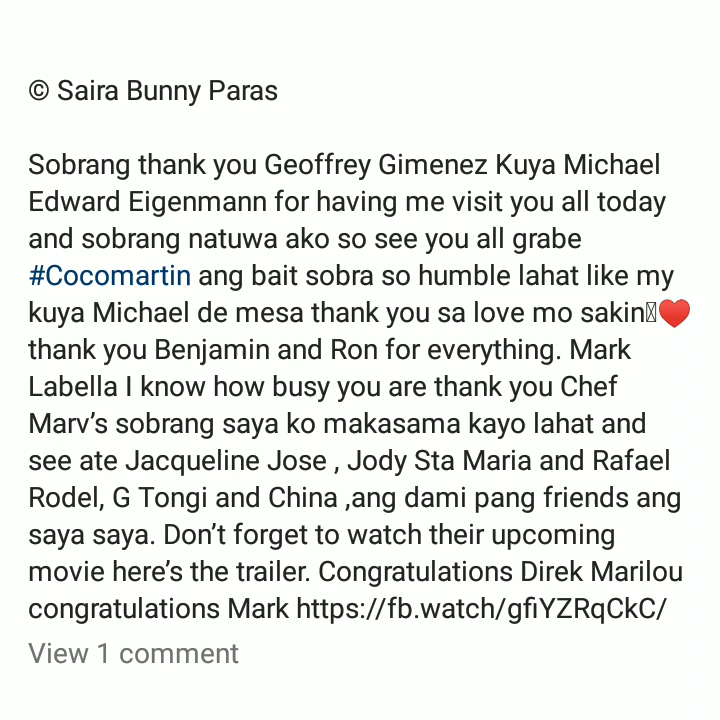 © Saira Bunny Paras
Sobrang thank you Geoffrey Gimenez Kuya Michael
Edward Eigenmann for having me visit you all today
and sobrang natuwa ako so see you all grabe
#Cocomartin ang bait sobra so humble lahat like my
kuya Michael de mesa thank you sa love mo sakin❤️
thank you Benjamin and Ron for everything. Mark
Labella I know how busy you are thank you Chef
Marv’s sobrang saya ko makasama kayo lahat and
see ate Jacqueline Jose , Jody Sta Maria and Rafael
Rodel, G Tongi and China ,ang dami pang friends ang
saya saya. Don’t forget to watch their upcoming
movie here’s the trailer. Congratulations Direk Marilou
congratulations Mark https://fb.watch/gfiYZRqCkC/
View 1 comment